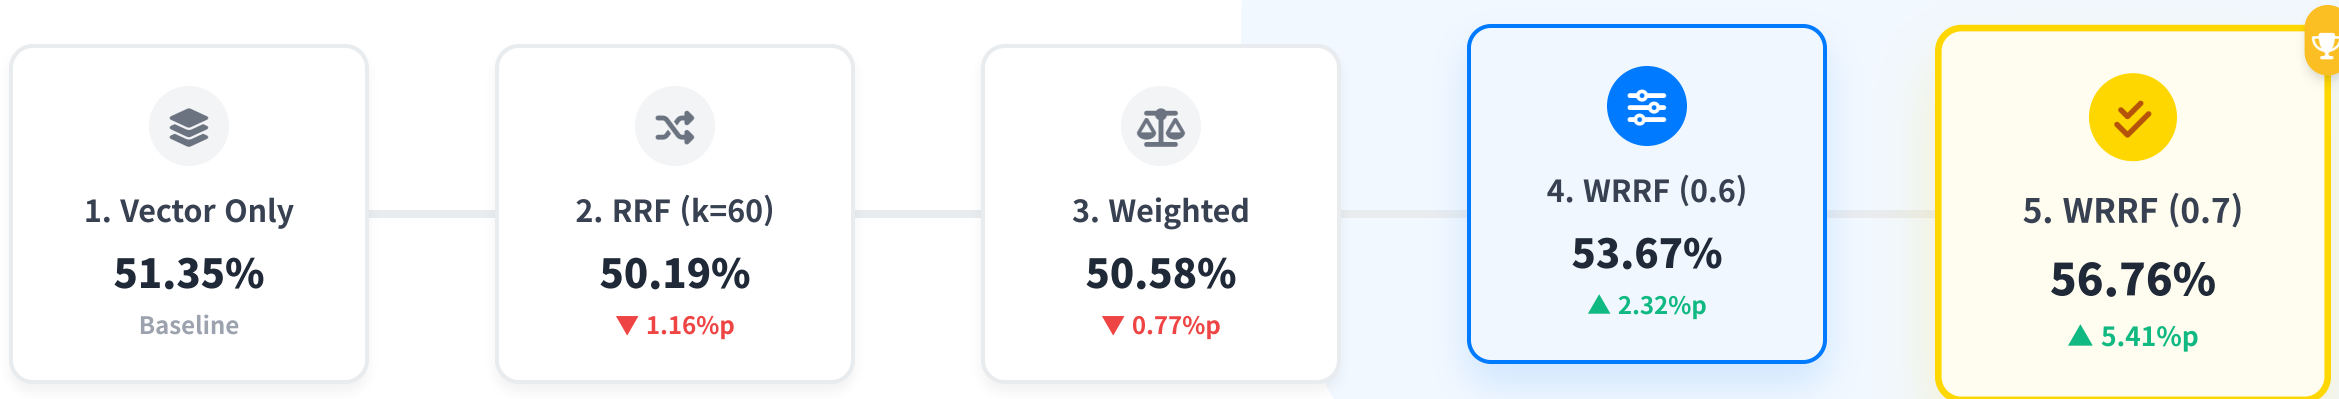 1. Vector Only
51.35%
Baseline
2. RRF (k=60)
50.19%
▼ 1.16%p
3. Weighted
50.58%
▼ 0.77%p
4. WRRF (0.6)
53.67%
▲ 2.32%p
5. WRRF (0.7)
56.76%
▲ 5.41%p